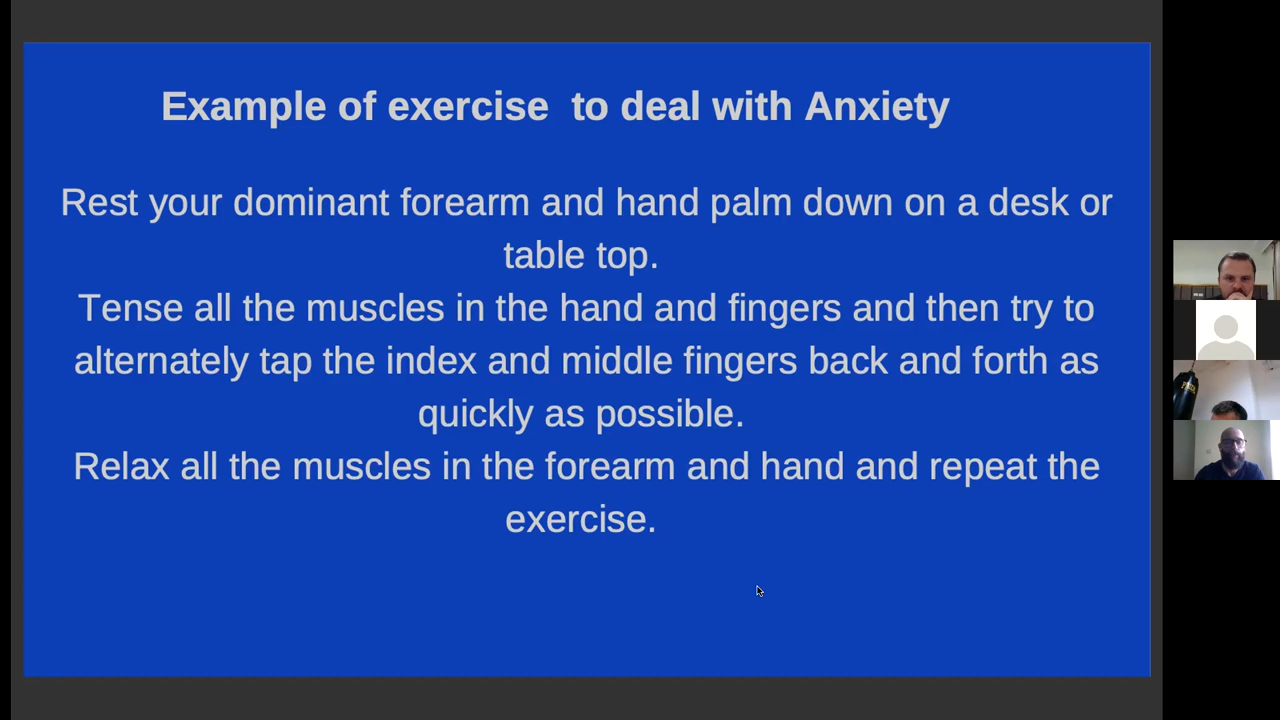 Example of exercise  to deal with Anxiety
Rest your dominant forearm and hand palm down on a desk or
table top.
Tense all the muscles in the hand and fingers and then try to
alternately tap the index and middle fingers back and forth as
quickly as possible.
Relax all the muscles in the forearm and hand and repeat the
exercise.